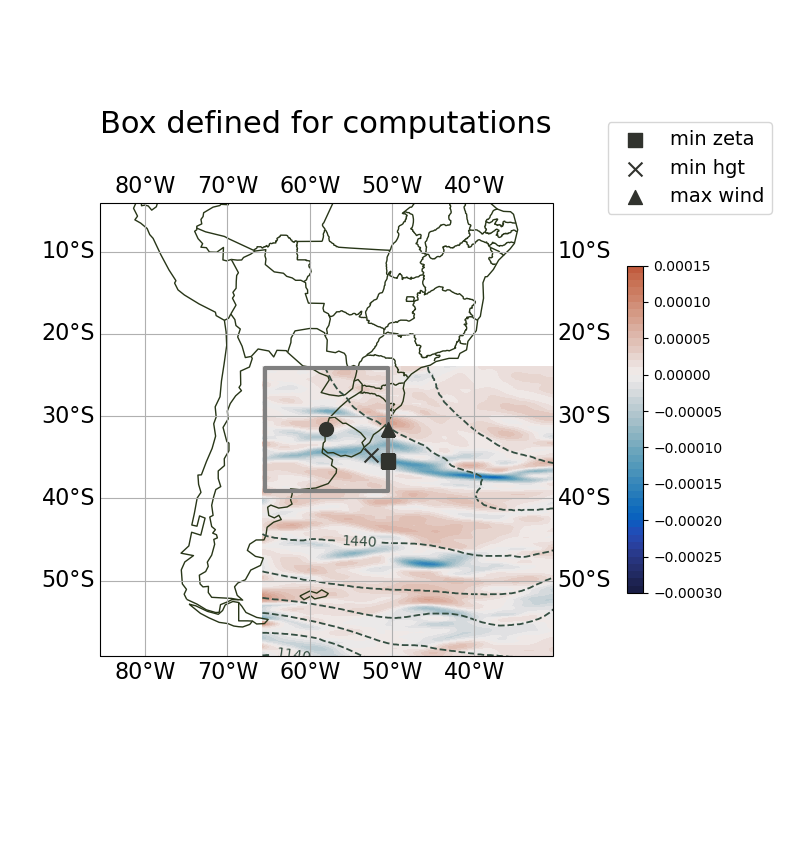 Box defined for computations
min zeta
min hgt
max wind
80°W 70°W 60°W 50°W 40°W
10°S 10°S
20°S
30°S
40°S
50°S 50°S
80°W 70°W 60°W 50°W 40°W
20°S
30°S
40°S
1440
1140
0.00015
0.00010
0.00005
0.00000
−0.00005
−0.00010
−0.00015
−0.00020
−0.00025
−0.00030